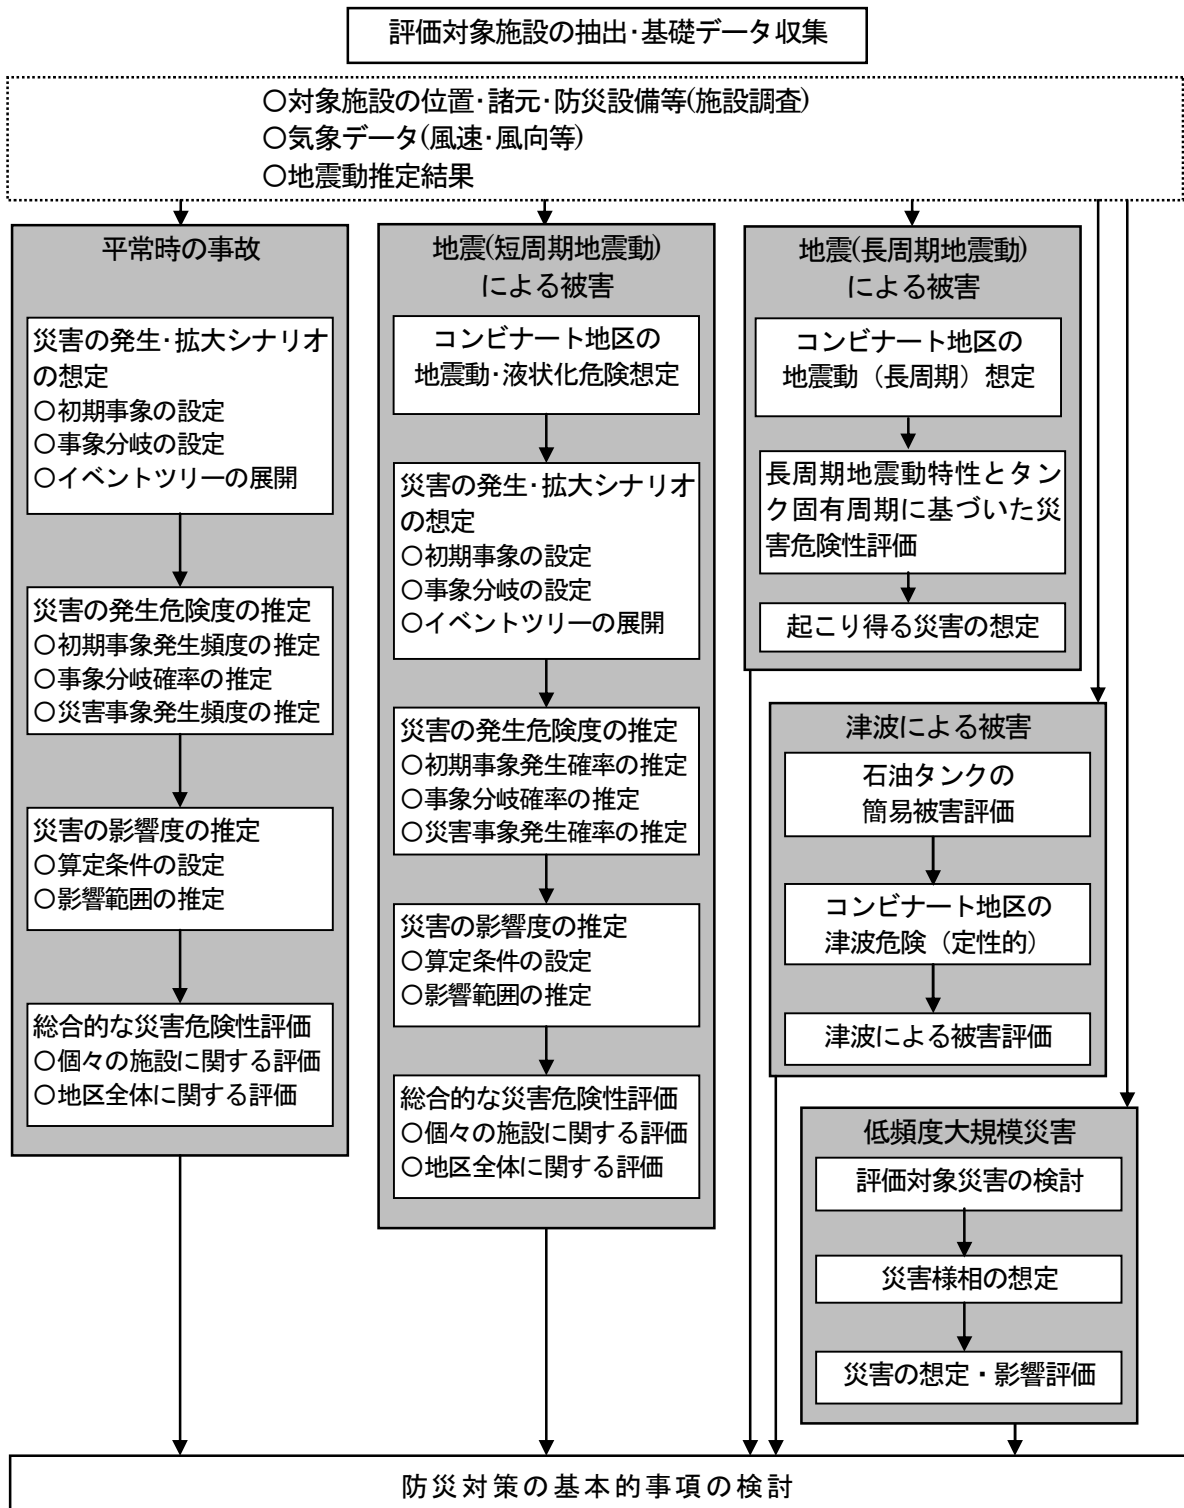 評価対象施設の抽出･基礎データ収集
○対象施設の位置･諸元･防災設備等(施設調査)
○気象データ(風速･風向等)
○地震動推定結果
平常時の事故
災害の発生･拡大シナリオ
の想定
○初期事象の設定
○事象分岐の設定
○イベントツリーの展開
災害の発生危険度の推定
○初期事象発生頻度の推定
○事象分岐確率の推定
○災害事象発生頻度の推定
災害の影響度の推定
○算定条件の設定
○影響範囲の推定
総合的な災害危険性評価
○個々の施設に関する評価
○地区全体に関する評価
地震(短周期地震動)
による被害
コンビナート地区の
地震動･液状化危険想定
災害の発生･拡大シナリオ
の想定
○初期事象の設定
○事象分岐の設定
○イベントツリーの展開
災害の発生危険度の推定
○初期事象発生確率の推定
○事象分岐確率の推定
○災害事象発生確率の推定
災害の影響度の推定
○算定条件の設定
○影響範囲の推定
総合的な災害危険性評価
○個々の施設に関する評価
○地区全体に関する評価
地震(長周期地震動)
による被害
コンビナート地区の
地震動（長周期）想定
長周期地震動特性とタン
ク固有周期に基づいた災
害危険性評価
起こり得る災害の想定
津波による被害
石油タンクの
簡易被害評価
コンビナート地区の
津波危険（定性的）
津波による被害評価
低頻度大規模災害
評価対象災害の検討
災害様相の想定
災害の想定・影響評価
防災対策の基本的事項の検討